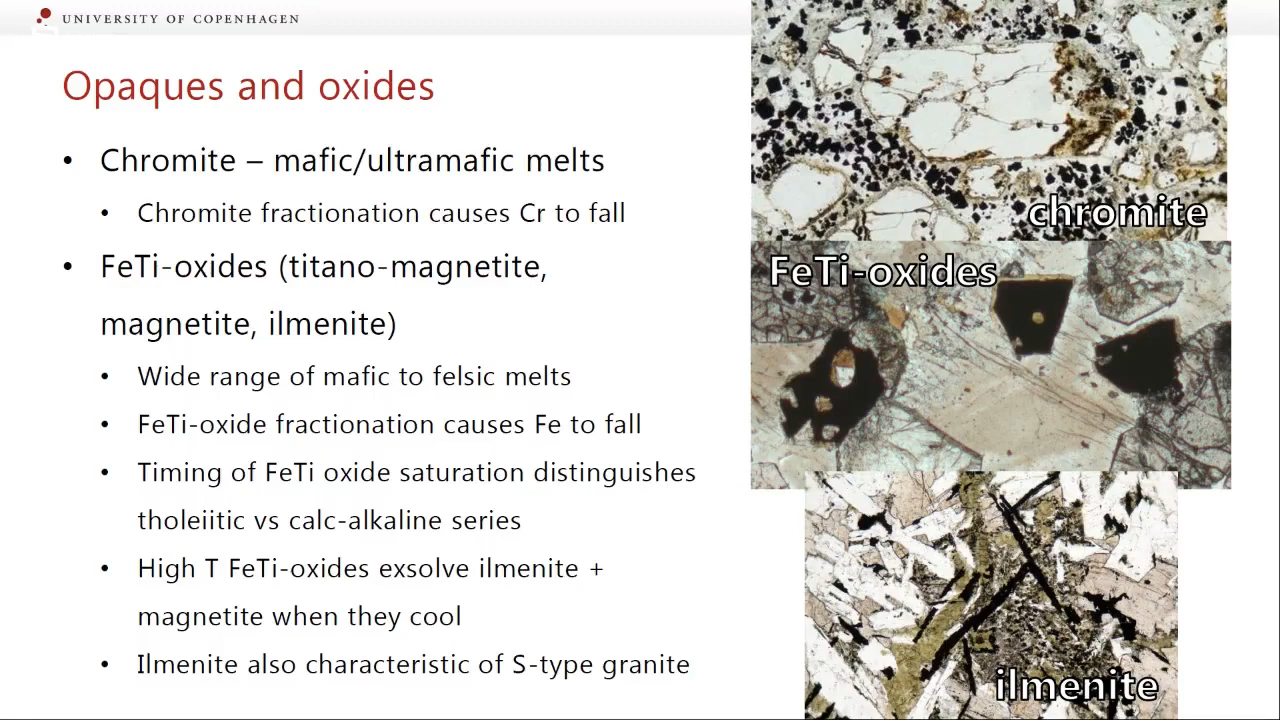 UNIVERSITY OF COPENHAGEN
Opaques and oxides
• Chromite – mafic/ultramafic melts
• Chromite fractionation causes Cr to fall
• FeTi-oxides (titano-magnetite,
magnetite, ilmenite)
• Wide range of mafic to felsic melts
• FeTi-oxide fractionation causes Fe to fall
• Timing of FeTi oxide saturation distinguishes
tholeiitic vs calc-alkaline series
• High T FeTi-oxides exsolve ilmenite +
magnetite when they cool
• Ilmenite also characteristic of S-type granite
chromite
FeTi-oxides
ilmenite